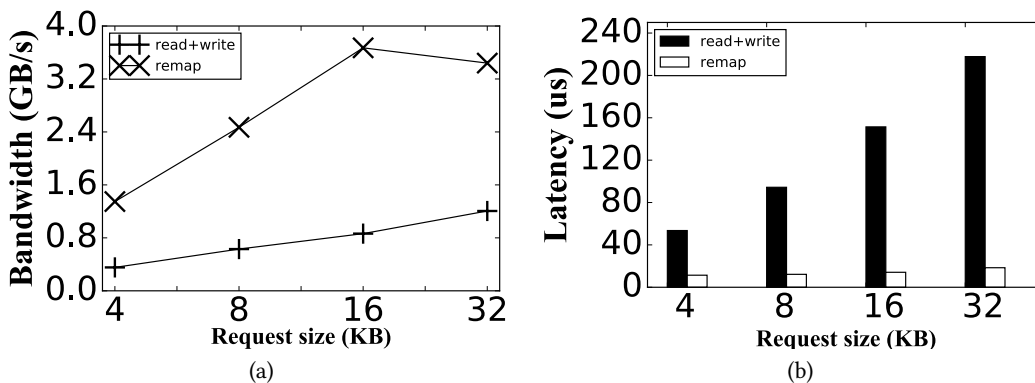 Bandwidth (GB/s)
4.0
3.2
2.4
1.6
0.8
0.0
read+write
remap
4 8 16 32
Request size (KB)
(a)
Latency (us)
240
200
160
120
80
40
0
read+write
remap
4 8 16 32
Request size (KB)
(b)